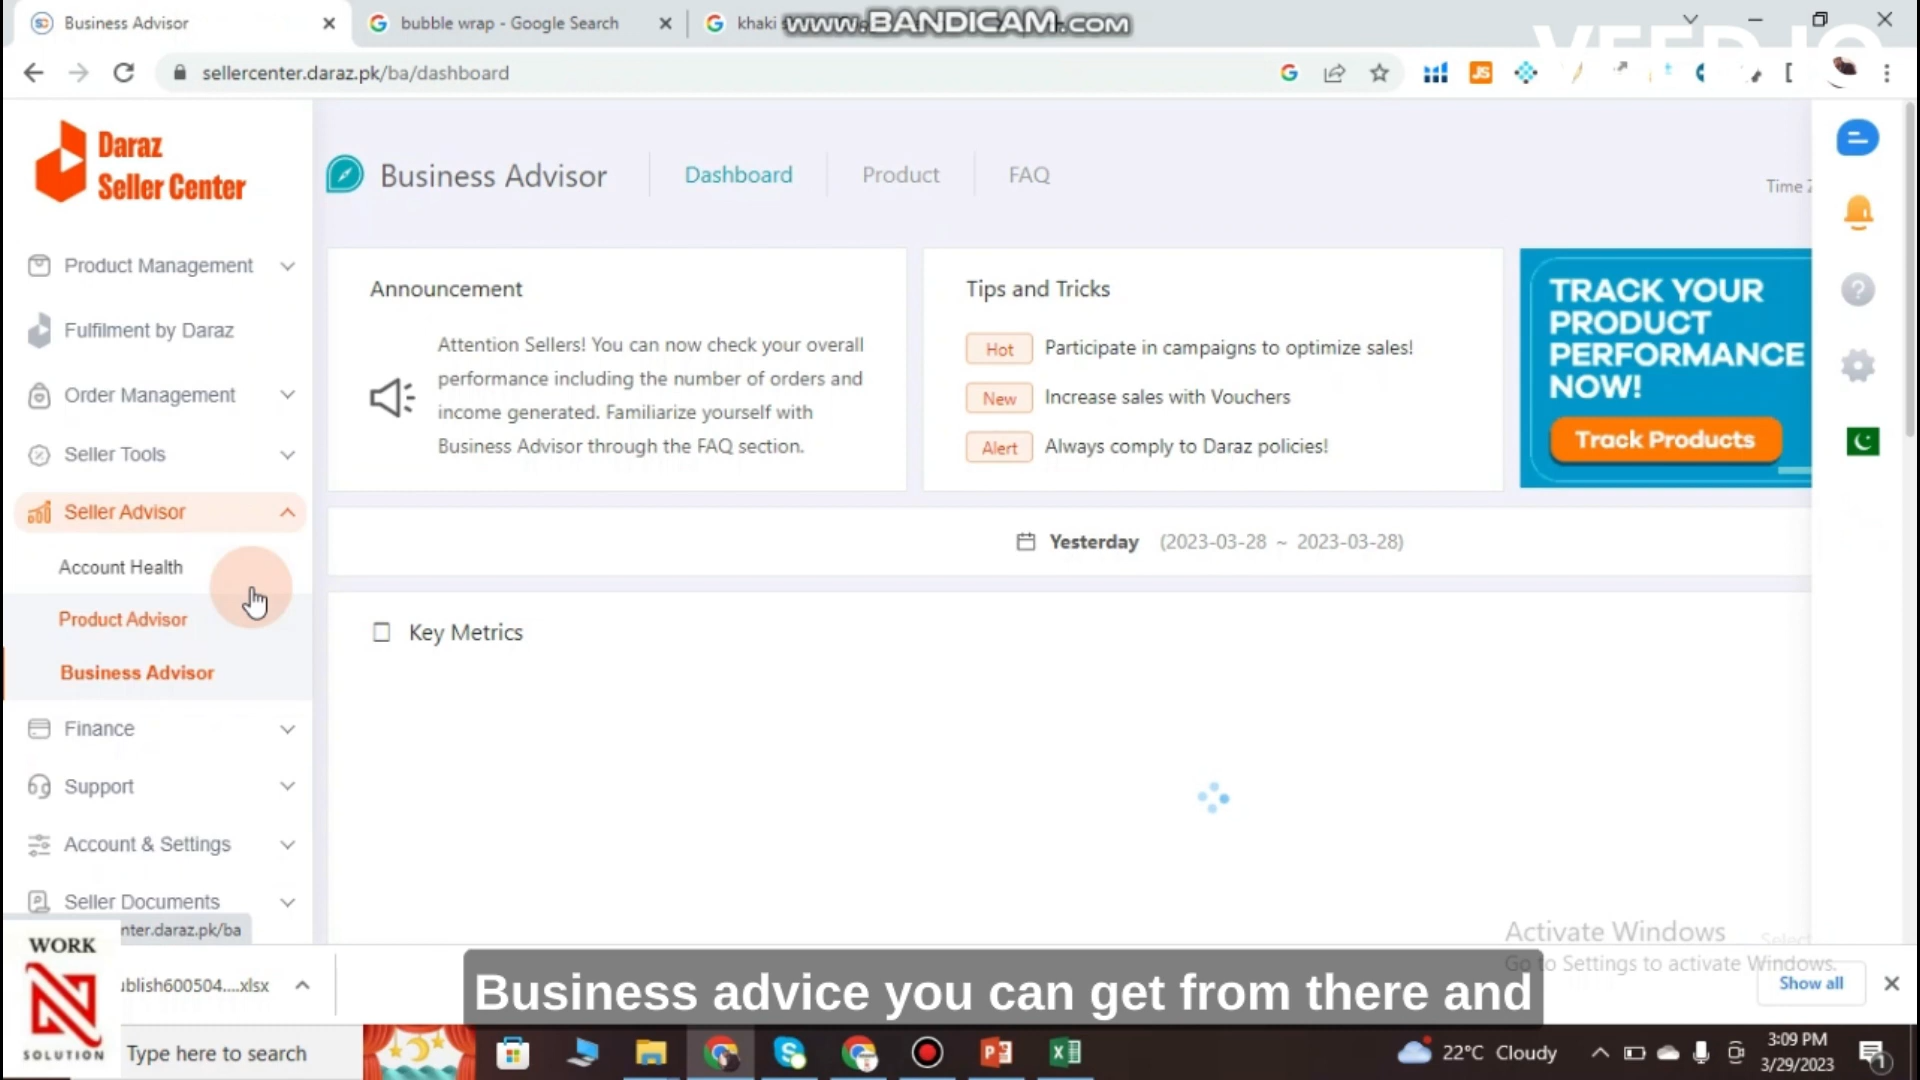 Business Advisor
bubble wrap - Google Search
khaki
www.BANDICAM.com
VEED.IO
sellercenter.daraz.pk/ba/dashboard
Daraz
Seller Center
Business Advisor
Dashboard
Product
FAQ
Time
Product Management
Fulfilment by Daraz
Order Management
Seller Tools
Seller Advisor
Account Health
Product Advisor
Business Advisor
Finance
Support
Account & Settings
Seller Documents
Announcement
Attention Sellers! You can now check your overall
performance including the number of orders and
income generated. Familiarize yourself with
Business Advisor through the FAQ section.
Tips and Tricks
Hot Participate in campaigns to optimize sales!
New Increase sales with Vouchers
Alert Always comply to Daraz policies!
TRACK YOUR
PRODUCT
PERFORMANCE
NOW!
Track Products
Yesterday (2023-03-28 ~ 2023-03-28)
Key Metrics
nter.daraz.pk/ba
Activate Windows
Go to Settings to activate Windows.
Select
WORK
N
SOLUTION
ublish600504....xlsx
Business advice you can get from there and
Show all
Type here to search
22°C Cloudy
3:09 PM
3/29/2023
1